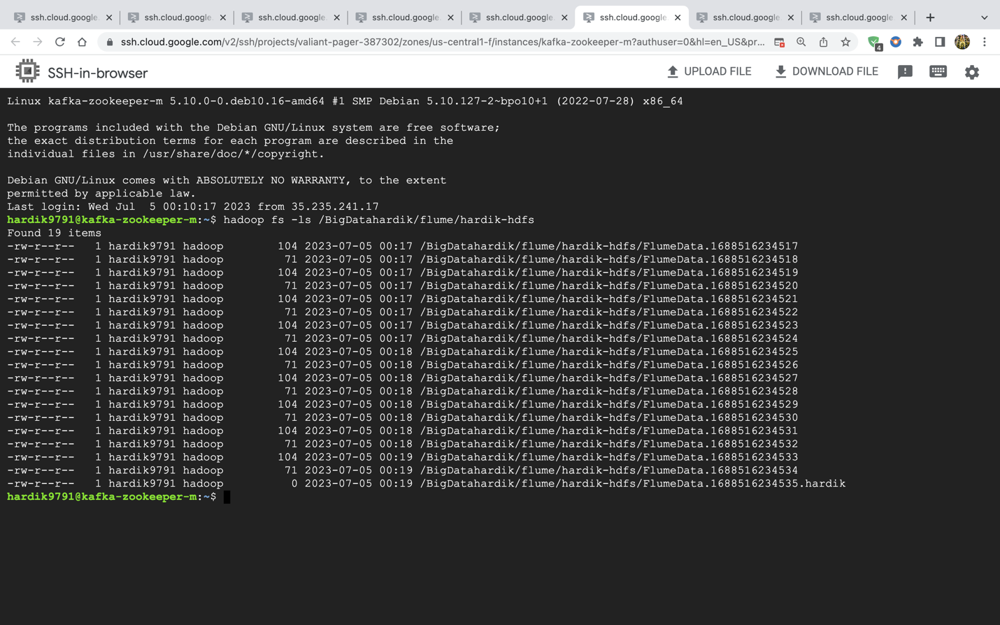 ssh.cloud.google. ssh.cloud.google. ssh.cloud.google. ssh.cloud.google. ssh.cloud.google. ssh.cloud.google. ssh.cloud.google. ssh.cloud.google.
ssh.cloud.google.com/v2/ssh/projects/valiant-pager-387302/zones/us-central1-f/instances/kafka-zookeeper-m?authuser=0&hl=en_US&pr... 4
SSH-in-browser UPLOAD FILE DOWNLOAD FILE
Linux kafka-zookeeper-m 5.10.0-0.deb10.16-amd64 #1 SMP Debian 5.10.127-2~bpo10+1 (2022-07-28) x86_64
The programs included with the Debian GNU/Linux system are free software;
the exact distribution terms for each program are described in the
individual files in /usr/share/doc/*/copyright.
Debian GNU/Linux comes with ABSOLUTELY NO WARRANTY, to the extent
permitted by applicable law.
Last login: Wed Jul  5 00:10:17 2023 from 35.235.241.17
hardik9791@kafka-zookeeper-m:~$ hadoop fs -ls /BigDatahardik/flume/hardik-hdfs
Found 19 items
-rw-r--r--   1 hardik9791 hadoop        104 2023-07-05 00:17 /BigDatahardik/flume/hardik-hdfs/FlumeData.1688516234517
-rw-r--r--   1 hardik9791 hadoop         71 2023-07-05 00:17 /BigDatahardik/flume/hardik-hdfs/FlumeData.1688516234518
-rw-r--r--   1 hardik9791 hadoop        104 2023-07-05 00:17 /BigDatahardik/flume/hardik-hdfs/FlumeData.1688516234519
-rw-r--r--   1 hardik9791 hadoop         71 2023-07-05 00:17 /BigDatahardik/flume/hardik-hdfs/FlumeData.1688516234520
-rw-r--r--   1 hardik9791 hadoop        104 2023-07-05 00:17 /BigDatahardik/flume/hardik-hdfs/FlumeData.1688516234521
-rw-r--r--   1 hardik9791 hadoop         71 2023-07-05 00:17 /BigDatahardik/flume/hardik-hdfs/FlumeData.1688516234522
-rw-r--r--   1 hardik9791 hadoop        104 2023-07-05 00:17 /BigDatahardik/flume/hardik-hdfs/FlumeData.1688516234523
-rw-r--r--   1 hardik9791 hadoop         71 2023-07-05 00:17 /BigDatahardik/flume/hardik-hdfs/FlumeData.1688516234524
-rw-r--r--   1 hardik9791 hadoop        104 2023-07-05 00:18 /BigDatahardik/flume/hardik-hdfs/FlumeData.1688516234525
-rw-r--r--   1 hardik9791 hadoop         71 2023-07-05 00:18 /BigDatahardik/flume/hardik-hdfs/FlumeData.1688516234526
-rw-r--r--   1 hardik9791 hadoop        104 2023-07-05 00:18 /BigDatahardik/flume/hardik-hdfs/FlumeData.1688516234527
-rw-r--r--   1 hardik9791 hadoop         71 2023-07-05 00:18 /BigDatahardik/flume/hardik-hdfs/FlumeData.1688516234528
-rw-r--r--   1 hardik9791 hadoop        104 2023-07-05 00:18 /BigDatahardik/flume/hardik-hdfs/FlumeData.1688516234529
-rw-r--r--   1 hardik9791 hadoop         71 2023-07-05 00:18 /BigDatahardik/flume/hardik-hdfs/FlumeData.1688516234530
-rw-r--r--   1 hardik9791 hadoop        104 2023-07-05 00:18 /BigDatahardik/flume/hardik-hdfs/FlumeData.1688516234531
-rw-r--r--   1 hardik9791 hadoop         71 2023-07-05 00:18 /BigDatahardik/flume/hardik-hdfs/FlumeData.1688516234532
-rw-r--r--   1 hardik9791 hadoop        104 2023-07-05 00:19 /BigDatahardik/flume/hardik-hdfs/FlumeData.1688516234533
-rw-r--r--   1 hardik9791 hadoop         71 2023-07-05 00:19 /BigDatahardik/flume/hardik-hdfs/FlumeData.1688516234534
-rw-r--r--   1 hardik9791 hadoop          0 2023-07-05 00:19 /BigDatahardik/flume/hardik-hdfs/FlumeData.1688516234535.hardik
hardik9791@kafka-zookeeper-m:~$